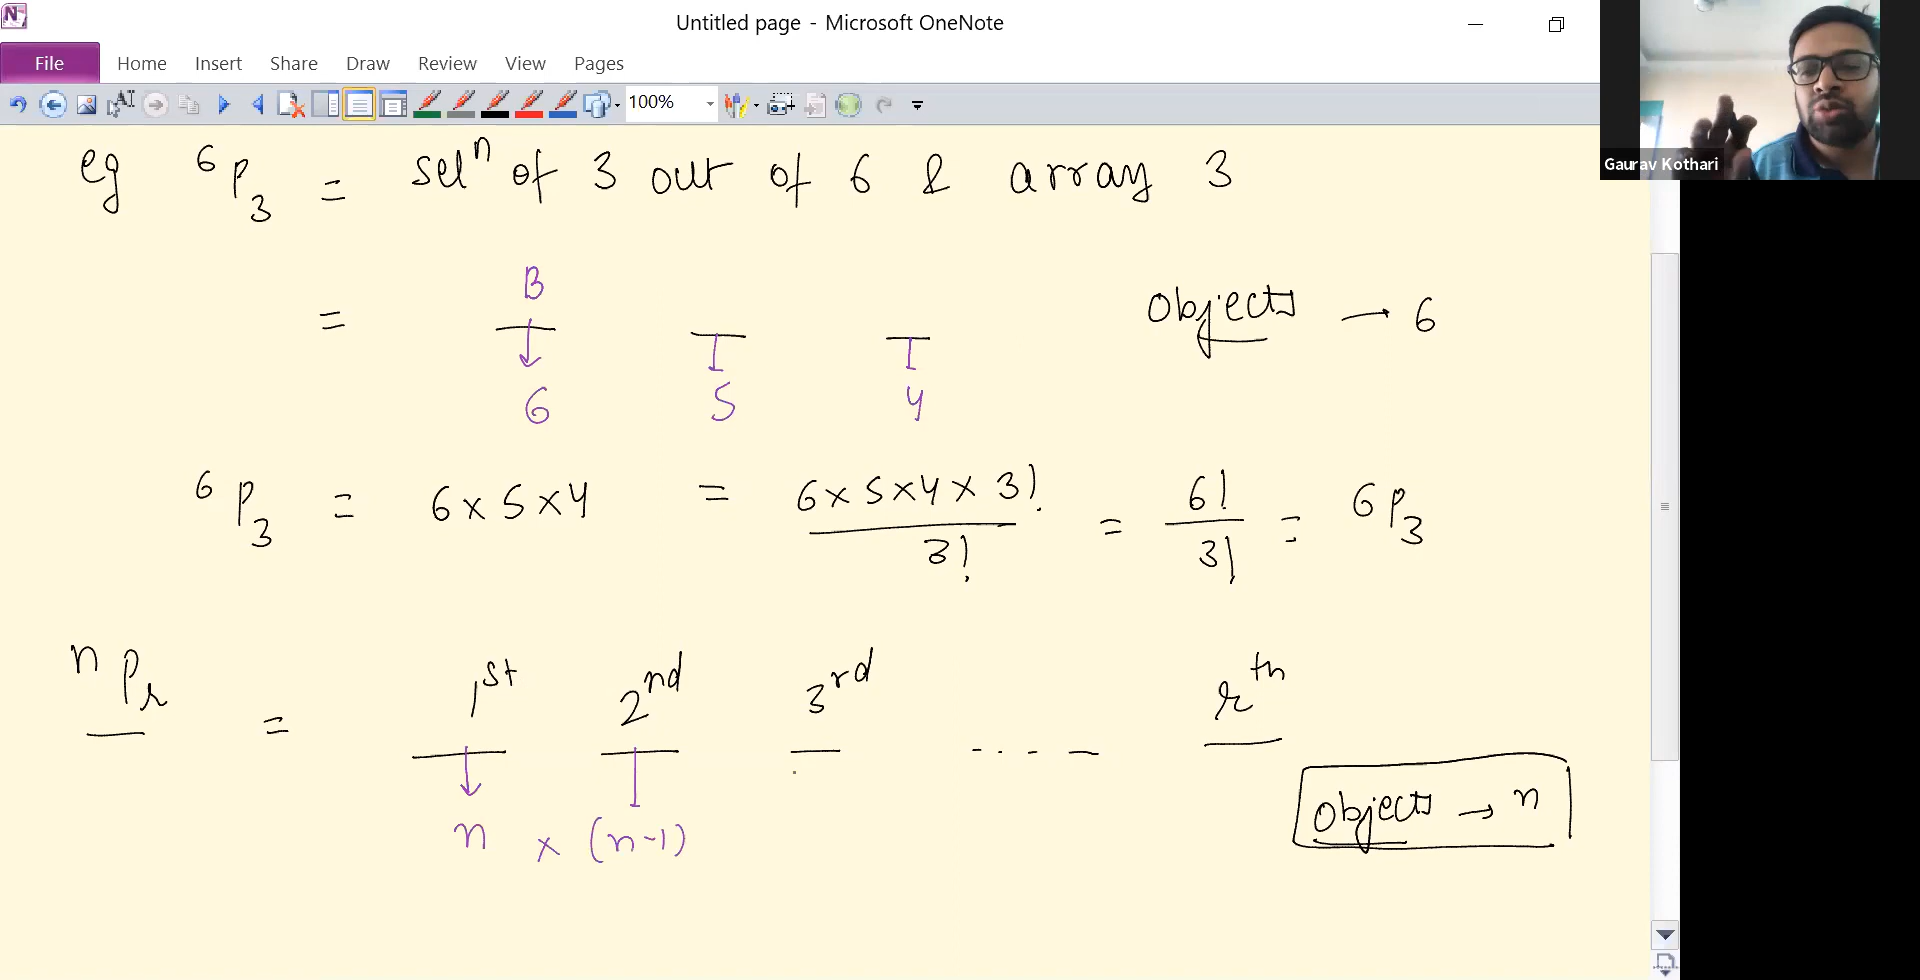 Untitled page - Microsoft OneNote
File Home Insert Share Draw Review View Pages
100%
Gaurav Kothari
eg ⁶P₃ = selⁿ of 3 out of 6 & array 3
B
= 6 5 4
Objects → 6
⁶P₃ = 6 x 5 x 4 = 6 x 5 x 4 x 3! / 3! = 6! / 3! = ⁶P₃
ⁿPᵣ = 1ˢᵗ 2ⁿᵈ 3ʳᵈ ---- rᵗʰ
n x (n-1)
Objects → n